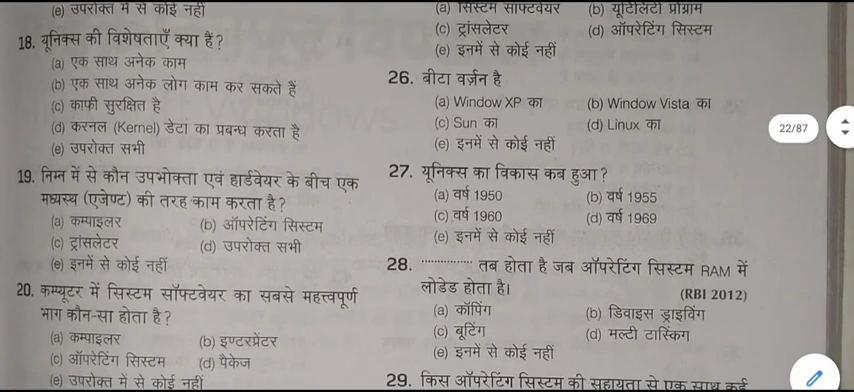 (e) उपरोक्त में से कोई नहीं
18. यूनिक्स की विशेषताएँ क्या हैं?
(a) एक साथ अनेक काम
(b) एक साथ अनेक लोग काम कर सकते हैं
(c) काफी सुरक्षित है
(d) करनल (Kernel) डेटा का प्रबन्ध करता है
(e) उपरोक्त सभी
19. निम्न में से कौन उपभोक्ता एवं हार्डवेयर के बीच एक
मध्यस्थ (एजेण्ट) की तरह काम करता है?
(a) कम्पाइलर (b) ऑपरेटिंग सिस्टम
(c) ट्रांसलेटर (d) उपरोक्त सभी
(e) इनमें से कोई नहीं
20. कम्प्यूटर में सिस्टम सॉफ्टवेयर का सबसे महत्त्वपूर्ण
भाग कौन-सा होता है?
(a) कम्पाइलर (b) इण्टरप्रेंटर
(c) ऑपरेटिंग सिस्टम (d) पैकेज
(e) उपरोक्त में से कोई नहीं
(a) सिस्टम सॉफ्टवेयर (b) यूटिलिटी प्रोग्राम
(c) ट्रांसलेटर (d) ऑपरेटिंग सिस्टम
(e) इनमें से कोई नहीं
26. बीटा वर्ज़न है
(a) Window XP का (b) Window Vista का
(c) Sun का (d) Linux का
(e) इनमें से कोई नहीं
27. यूनिक्स का विकास कब हुआ?
(a) वर्ष 1950 (b) वर्ष 1955
(c) वर्ष 1960 (d) वर्ष 1969
(e) इनमें से कोई नहीं
28. ............... तब होता है जब ऑपरेटिंग सिस्टम RAM में
लोडेड होता है।
(RBI 2012)
(a) कॉपिंग (b) डिवाइस ड्राइविंग
(c) बूटिंग (d) मल्टी टास्किंग
(e) इनमें से कोई नहीं
29. किस ऑपरेटिंग सिस्टम की सहायता से एक साथ कई
22/87